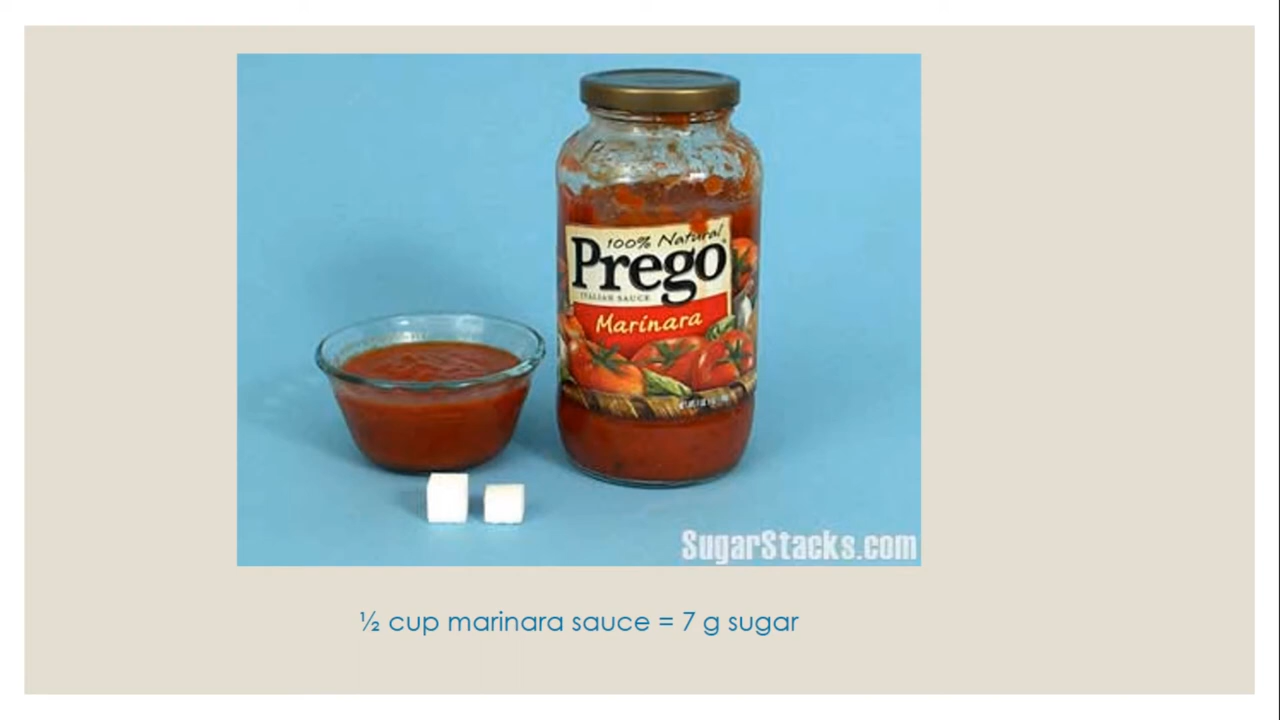 100% Natural
Prego
ITALIAN SAUCE
Marinara
SugarStacks.com
½ cup marinara sauce = 7 g sugar